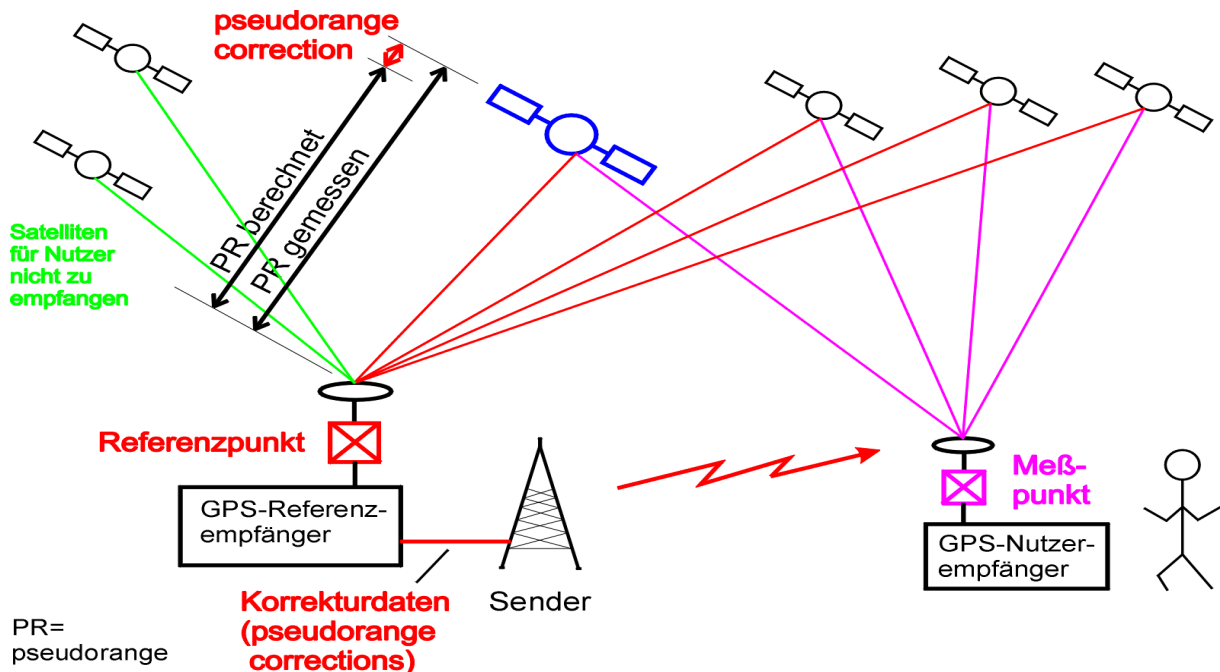 pseudorange
correction
PR berechnet
PR gemessen
Satelliten
für Nutzer
nicht zu
empfangen
Referenzpunkt
GPS-Referenz-
empfänger
Meß-
punkt
GPS-Nutzer-
empfänger
Korrekturdaten
(pseudorange
corrections)
Sender
PR=
pseudorange